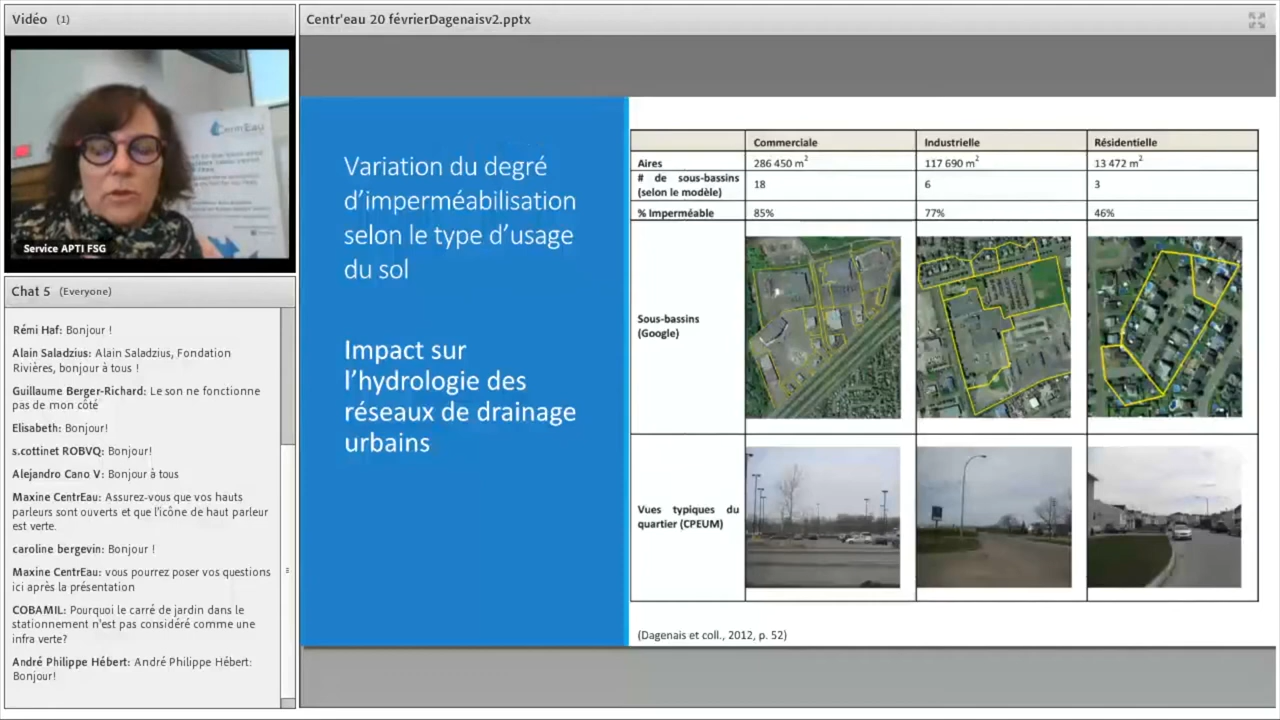 Vidéo (1)
Centr'eau 20 févrierDagenaisv2.pptx
Centr'Eau
Service APTI FSG
Chat 5 (Everyone)
Rémi Haf: Bonjour !
Alain Saladzius: Alain Saladzius, Fondation
Rivières, bonjour à tous !
Guillaume Berger-Richard: Le son ne fonctionne
pas de mon côté
Elisabeth: Bonjour!
s.cottinet ROBVQ: Bonjour!
Alejandro Cano V: Bonjour à tous
Maxine CentrEau: Assurez-vous que vos hauts
parleurs sont ouverts et que l'icône de haut parleur
est verte.
caroline bergevin: Bonjour !
Maxine CentrEau: vous pourrez poser vos questions
ici après la présentation
COBAMIL: Pourquoi le carré de jardin dans le
stationnement n'est pas considéré comme une
infra verte?
André Philippe Hébert: André Philippe Hébert:
Bonjour!
Variation du degré
d'imperméabilisation
selon le type d'usage
du sol
Impact sur
l'hydrologie des
réseaux de drainage
urbains
Commerciale Industrielle Résidentielle
Aires 286 450 m² 117 690 m² 13 472 m²
# de sous-bassins
(selon le modèle) 18 6 3
% Imperméable 85% 77% 46%
Sous-bassins
(Google)
Vues typiques du
quartier (CPEUM)
(Dagenais et coll., 2012, p. 52)